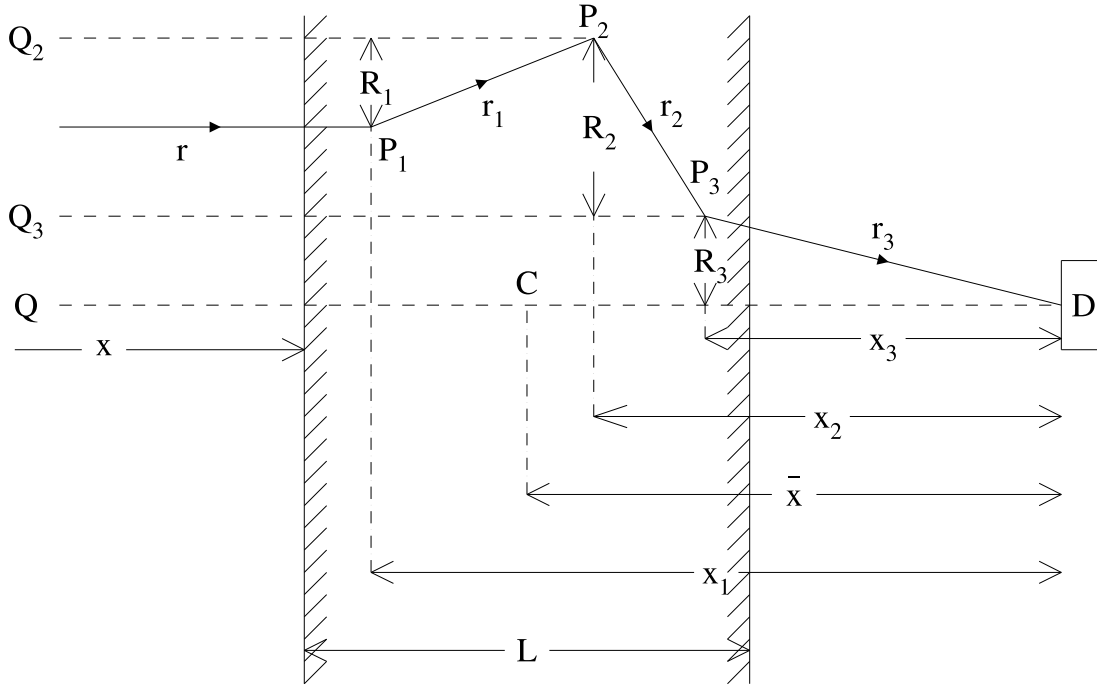 Q₂
P₂
R₁
r₁
r
P₁
R₂
r₂
P₃
Q₃
r₃
R₃
Q
C
D
x
x₃
x₂
x̄
x₁
L